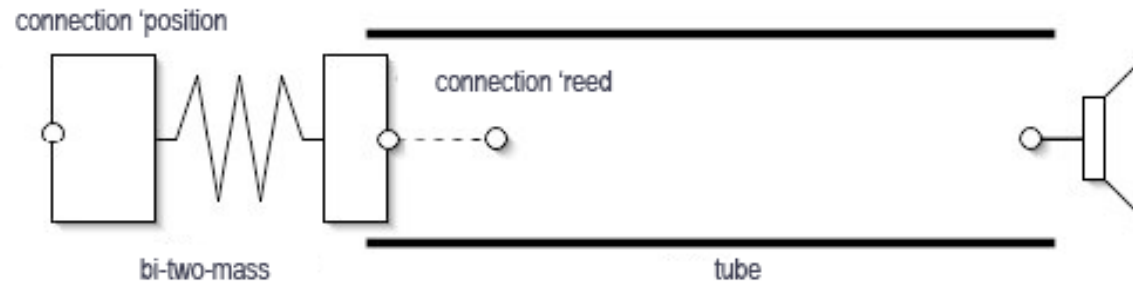 connection ‘position
connection ‘reed
bi-two-mass
tube